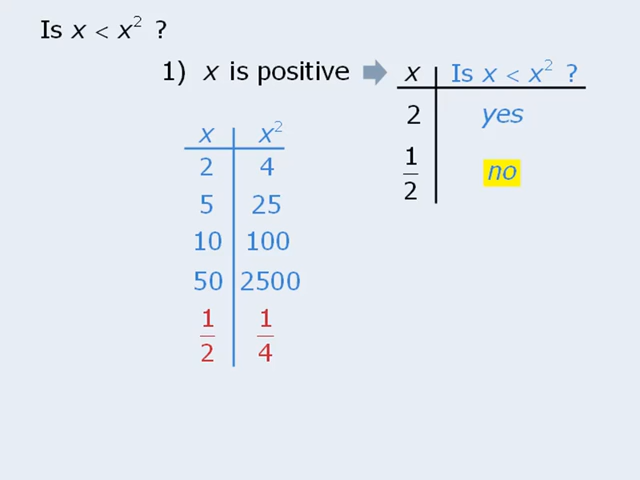 Is x < x² ?
1) x is positive
x Is x < x² ?
2 yes
1/2 no
x x²
2 4
5 25
10 100
50 2500
1/2 1/4